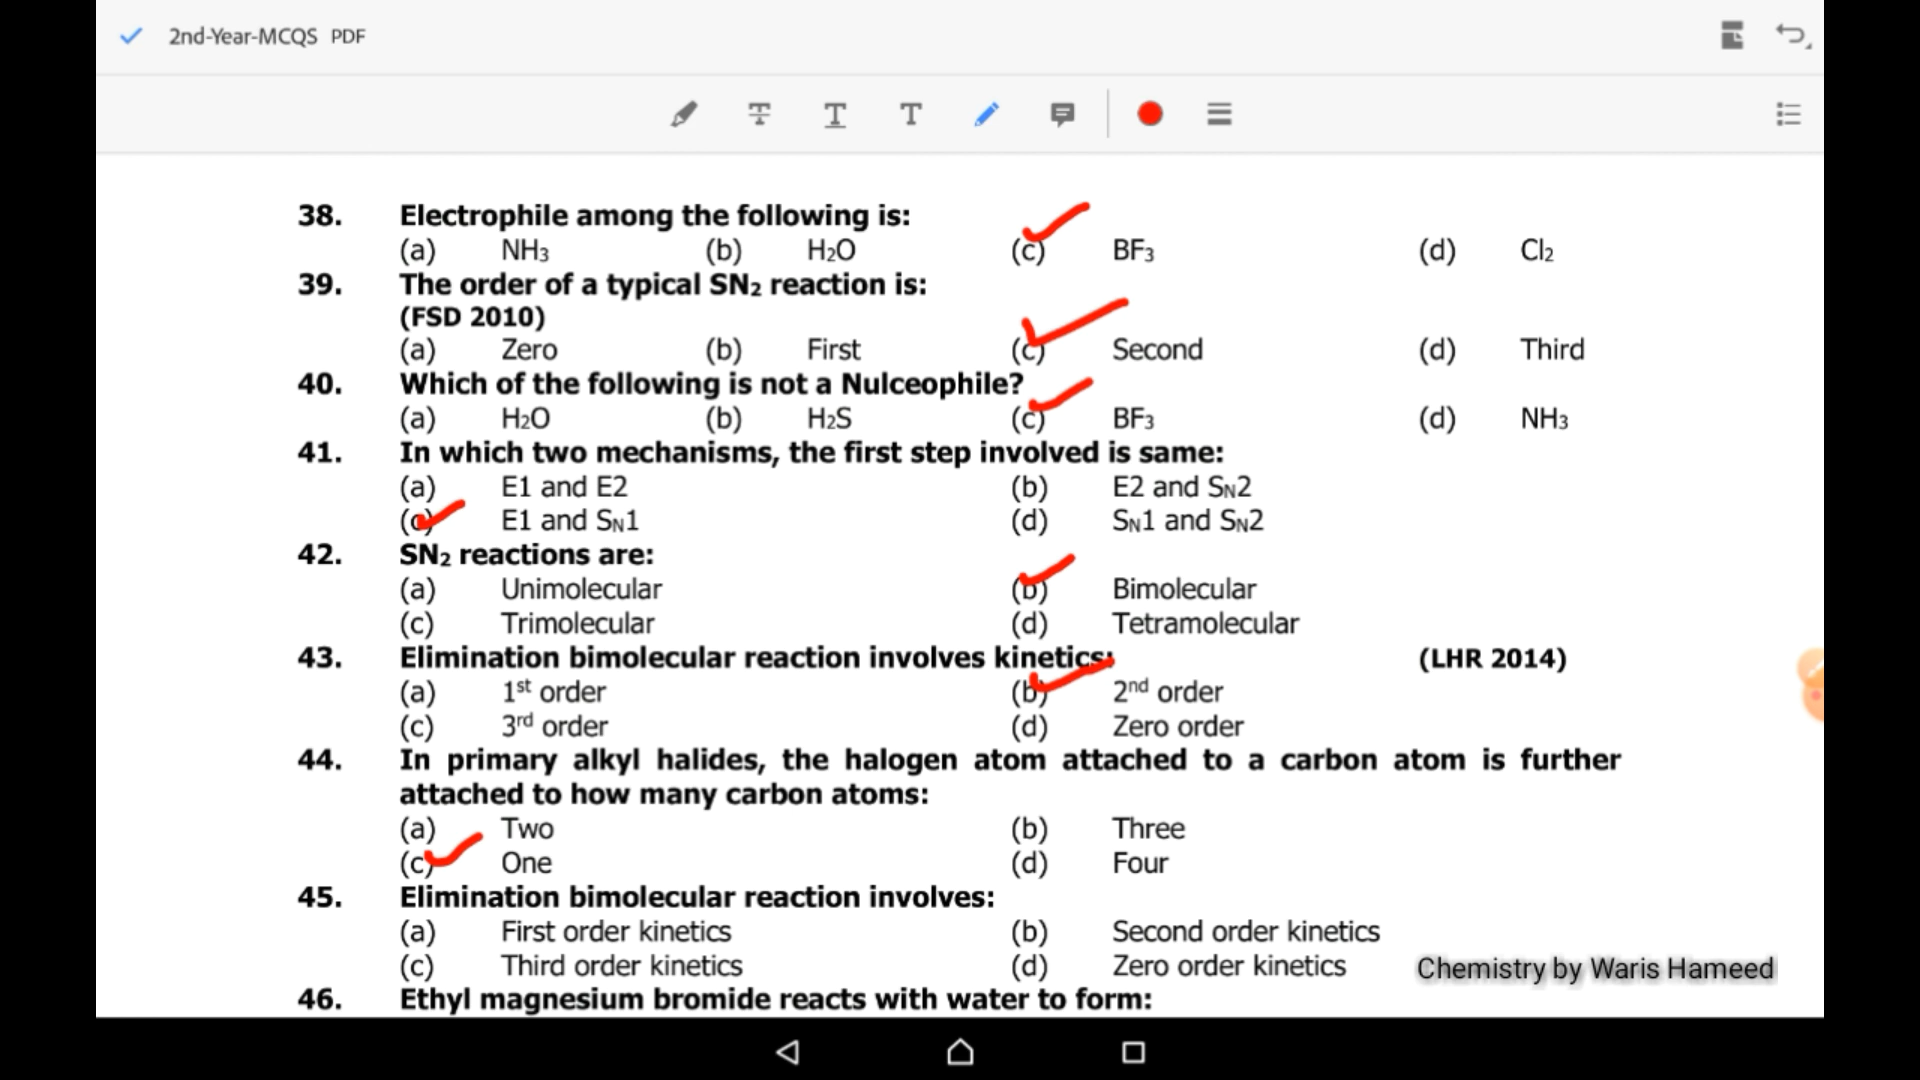 2nd-Year-MCQS PDF
38. Electrophile among the following is:
(a) NH3 (b) H2O (c) BF3 (d) Cl2
39. The order of a typical SN2 reaction is:
(FSD 2010)
(a) Zero (b) First (c) Second (d) Third
40. Which of the following is not a Nulceophile?
(a) H2O (b) H2S (c) BF3 (d) NH3
41. In which two mechanisms, the first step involved is same:
(a) E1 and E2 (b) E2 and SN2
(c) E1 and SN1 (d) SN1 and SN2
42. SN2 reactions are:
(a) Unimolecular (b) Bimolecular
(c) Trimolecular (d) Tetramolecular
43. Elimination bimolecular reaction involves kinetics: (LHR 2014)
(a) 1st order (b) 2nd order
(c) 3rd order (d) Zero order
44. In primary alkyl halides, the halogen atom attached to a carbon atom is further
attached to how many carbon atoms:
(a) Two (b) Three
(c) One (d) Four
45. Elimination bimolecular reaction involves:
(a) First order kinetics (b) Second order kinetics
(c) Third order kinetics (d) Zero order kinetics
Chemistry by Waris Hameed
46. Ethyl magnesium bromide reacts with water to form: